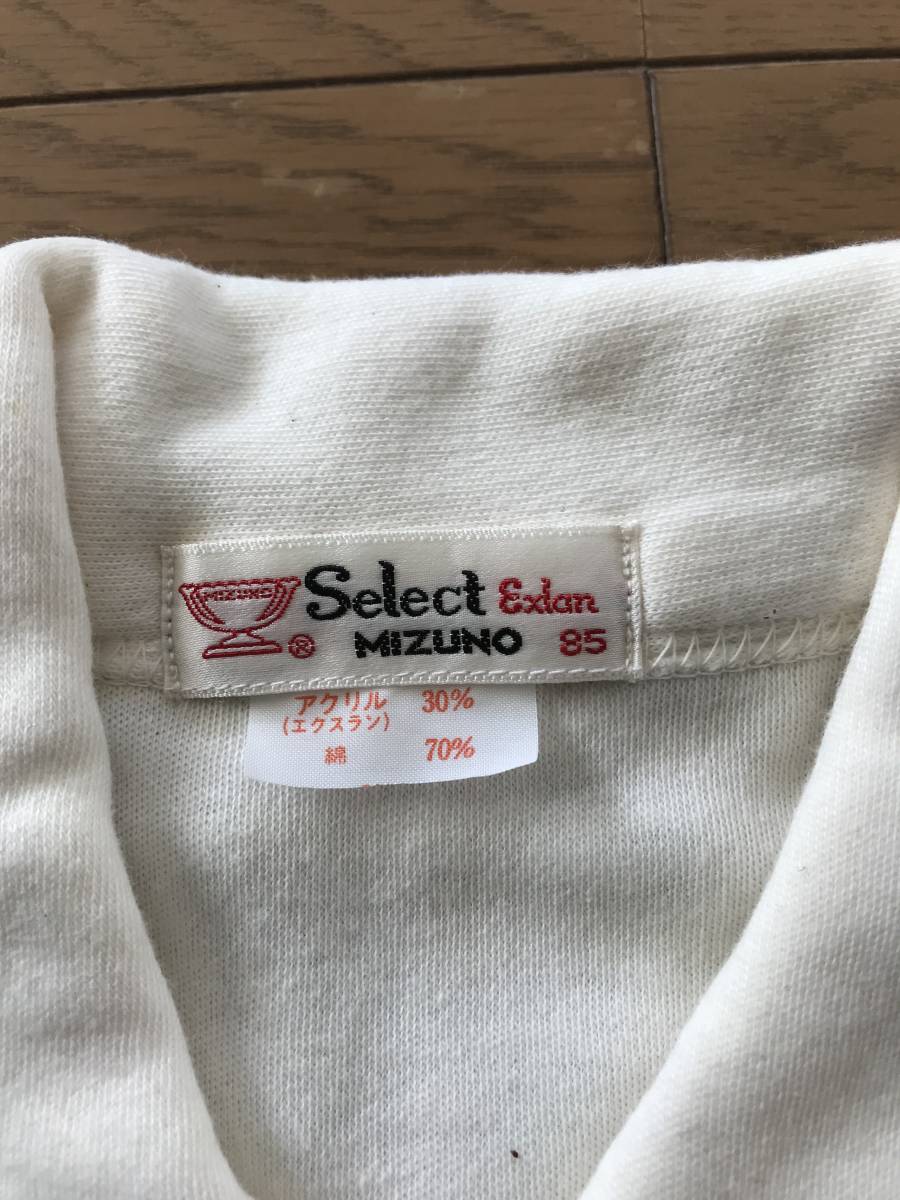 MIZUNO
Select Exlan
® MIZUNO 85
アクリル 30%
(エクスラン)
綿 70%